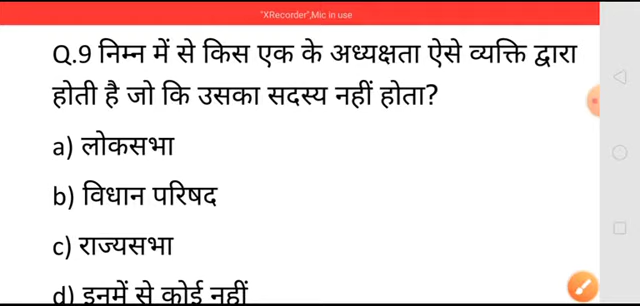 "XRecorder",Mic in use
Q.9 निम्न में से किस एक के अध्यक्षता ऐसे व्यक्ति द्वारा
होती है जो कि उसका सदस्य नहीं होता?
a) लोकसभा
b) विधान परिषद
c) राज्यसभा
d) इनमें से कोई नहीं